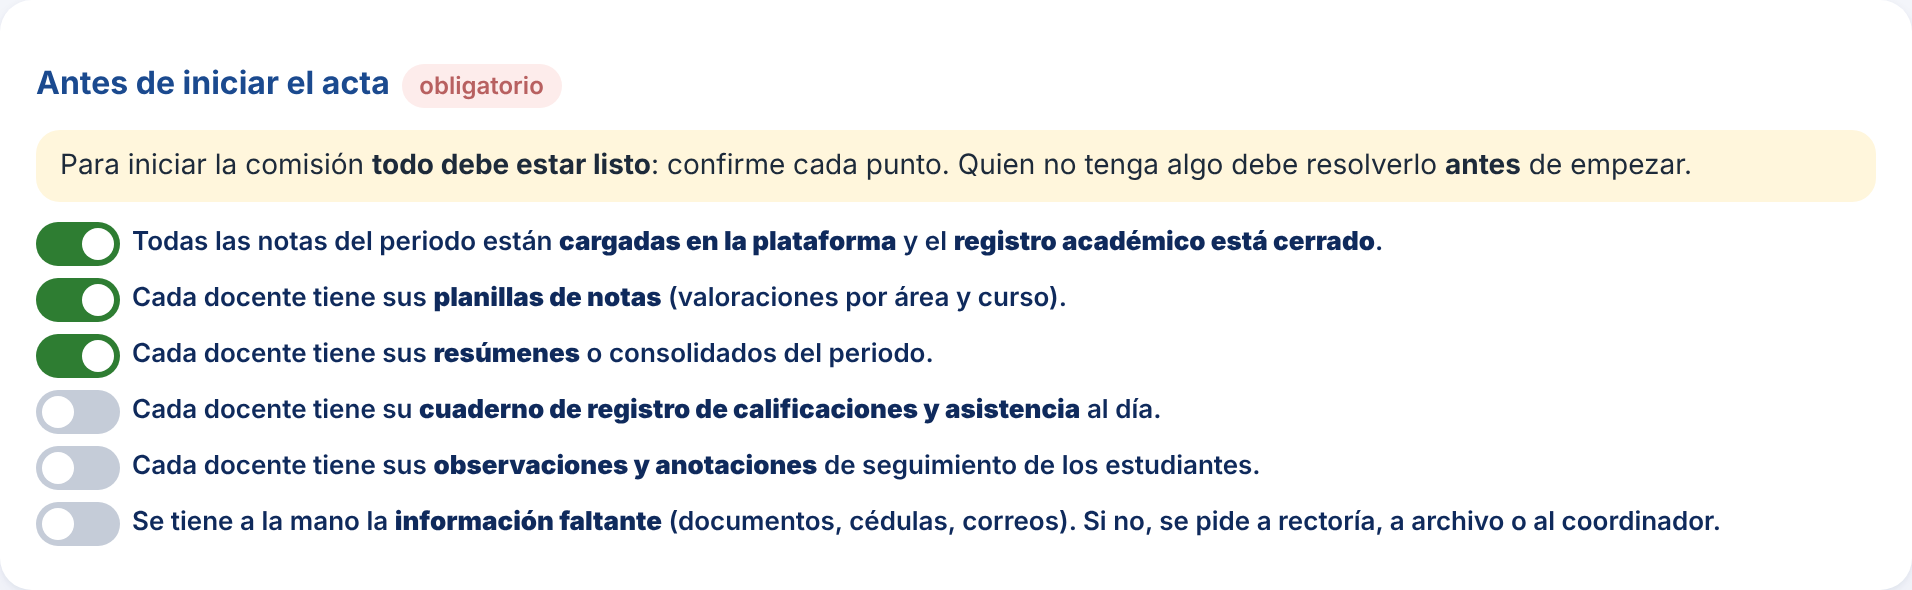 Antes de iniciar el acta obligatorio
Para iniciar la comisión todo debe estar listo: confirme cada punto. Quien no tenga algo debe resolverlo antes de empezar.
Todas las notas del periodo están cargadas en la plataforma y el registro académico está cerrado.
Cada docente tiene sus planillas de notas (valoraciones por área y curso).
Cada docente tiene sus resúmenes o consolidados del periodo.
Cada docente tiene su cuaderno de registro de calificaciones y asistencia al día.
Cada docente tiene sus observaciones y anotaciones de seguimiento de los estudiantes.
Se tiene a la mano la información faltante (documentos, cédulas, correos). Si no, se pide a rectoría, a archivo o al coordinador.